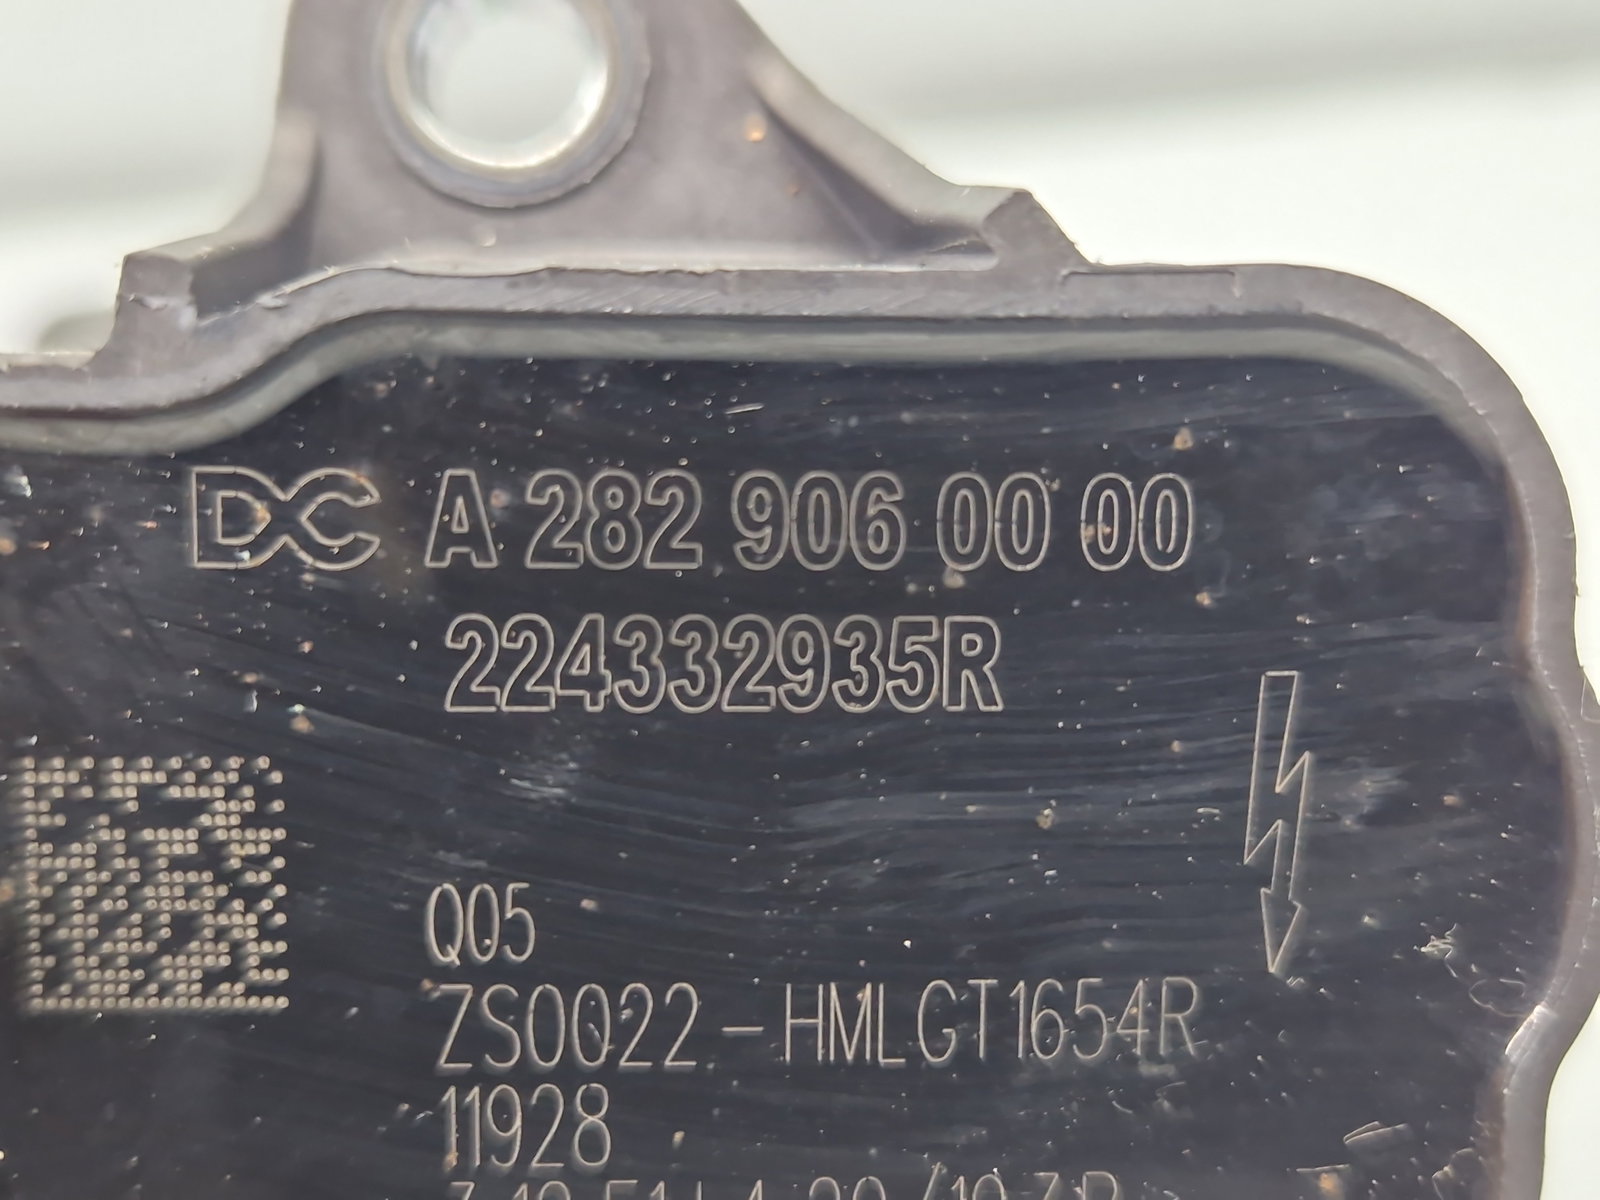 DC A 282 906 00 00
224332935R
Q05
ZS0022-HMLGT1654R
11928